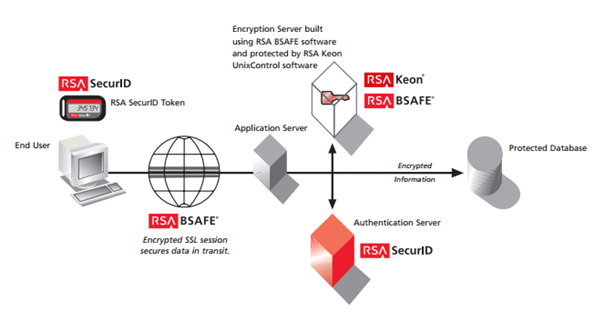 Encryption Server built
using RSA BSAFE software
and protected by RSA Keon
UnixControl software
RSA SecurID
RSA SecurID Token
RSA Keon®
RSA BSAFE®
End User
Application Server
Protected Database
Encrypted
Information
RSA BSAFE®
Encrypted SSL session
secures data in transit.
Authentication Server
RSA SecurID